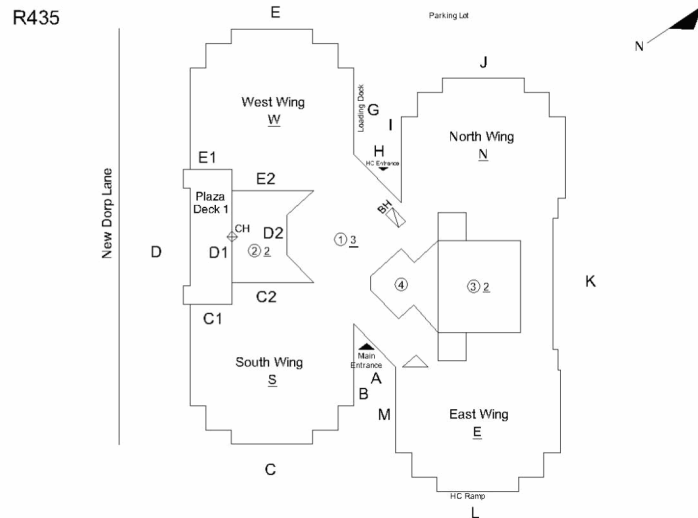 R435
E
Parking Lot
N
J
West Wing
W
Loading Dock
G
I
North Wing
N
H
HC Entrance
E1
E2
Plaza
Deck 1
BH
CH
New Dorp Lane
D
D1
D2
② 2
① 3
④
③ 2
K
C2
C1
Main
Entrance
South Wing
S
A
B
M
East Wing
E
C
HC Ramp
L